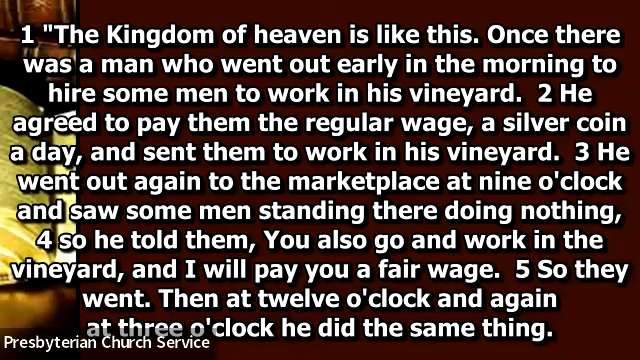 1 "The Kingdom of heaven is like this. Once there
was a man who went out early in the morning to
hire some men to work in his vineyard. 2 He
agreed to pay them the regular wage, a silver coin
a day, and sent them to work in his vineyard. 3 He
went out again to the marketplace at nine o'clock
and saw some men standing there doing nothing,
4 so he told them, You also go and work in the
vineyard, and I will pay you a fair wage. 5 So they
went. Then at twelve o'clock and again
at three o'clock he did the same thing.
Presbyterian Church Service